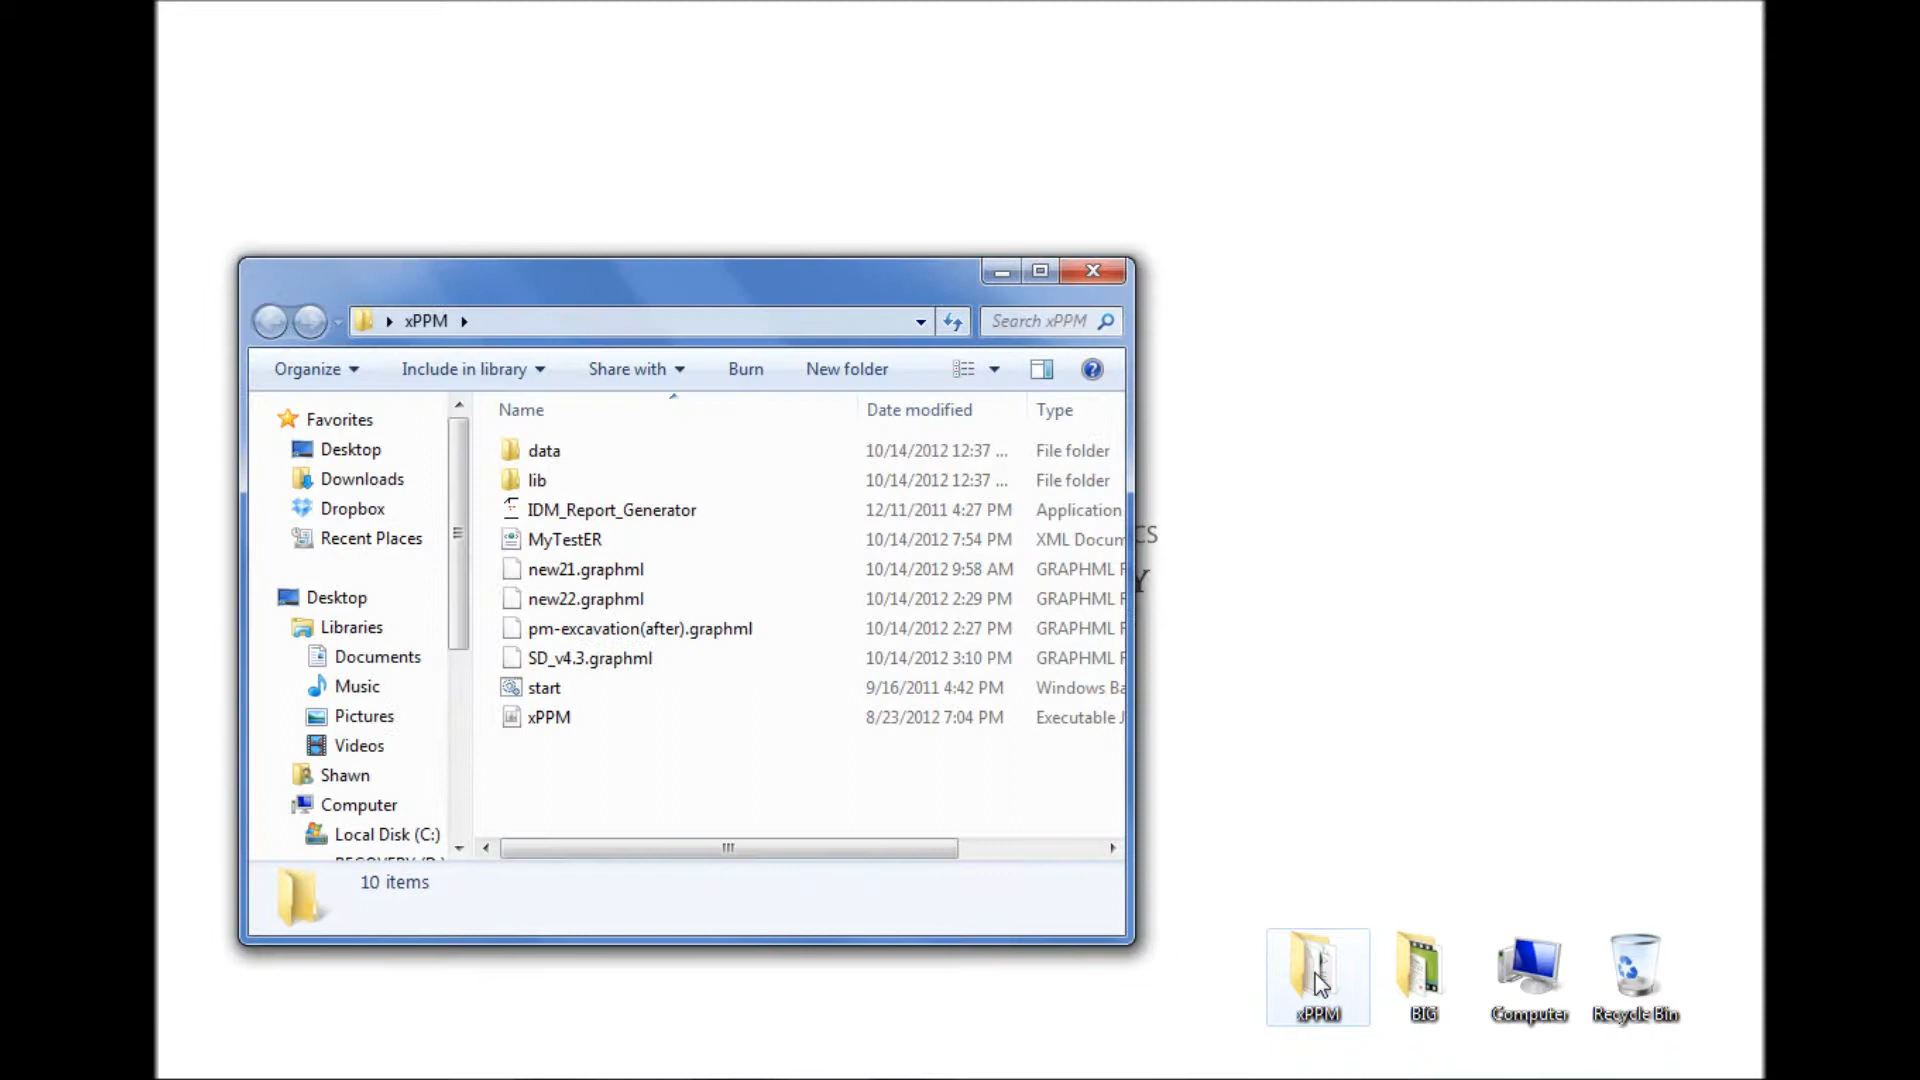 xPPM
Search xPPM
Organize Include in library Share with Burn New folder
Favorites
Desktop
Downloads
Dropbox
Recent Places
Desktop
Libraries
Documents
Music
Pictures
Videos
Shawn
Computer
Local Disk (C:)
Name Date modified Type
data 10/14/2012 12:37 ... File folder
lib 10/14/2012 12:37 ... File folder
IDM_Report_Generator 12/11/2011 4:27 PM Application
MyTestER 10/14/2012 7:54 PM XML Docum
new21.graphml 10/14/2012 9:58 AM GRAPHML F
new22.graphml 10/14/2012 2:29 PM GRAPHML F
pm-excavation(after).graphml 10/14/2012 2:27 PM GRAPHML F
SD_v4.3.graphml 10/14/2012 3:10 PM GRAPHML F
start 9/16/2011 4:42 PM Windows Ba
xPPM 8/23/2012 7:04 PM Executable J
10 items
CS
Y
xPPM BIG Computer Recycle Bin